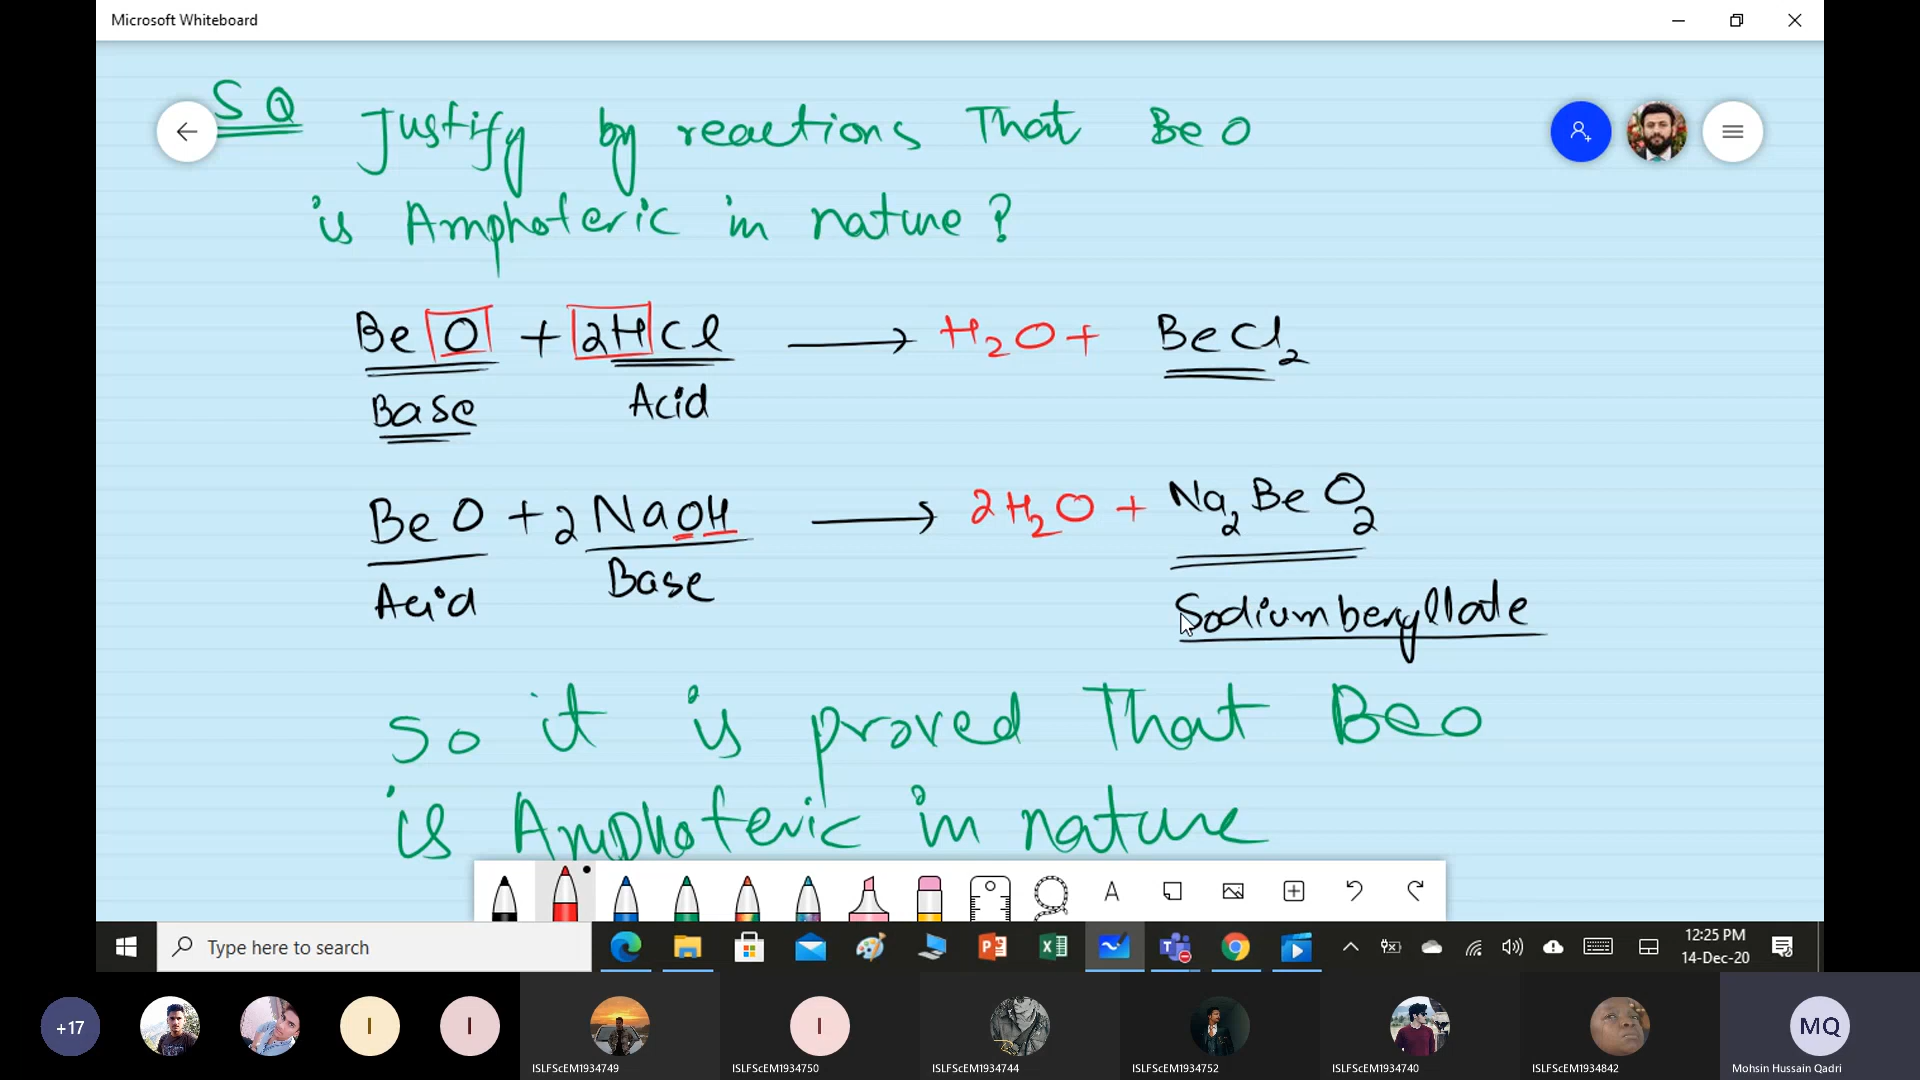 Microsoft Whiteboard
SQ Justify by reactions That BeO
is Amphoteric in nature?
BeO + 2HCl → H₂O + BeCl₂
Base Acid
BeO + 2NaOH → 2H₂O + Na₂BeO₂
Acid Base
Sodiumberyllate
So it is proved That BeO
is Amphoteric in nature
A
Type here to search
12:25 PM
14-Dec-20
+17
I
I
I
MQ
ISLFScEM1934749
ISLFScEM1934750
ISLFScEM1934744
ISLFScEM1934752
ISLFScEM1934740
ISLFScEM1934842
Mohsin Hussain Qadri